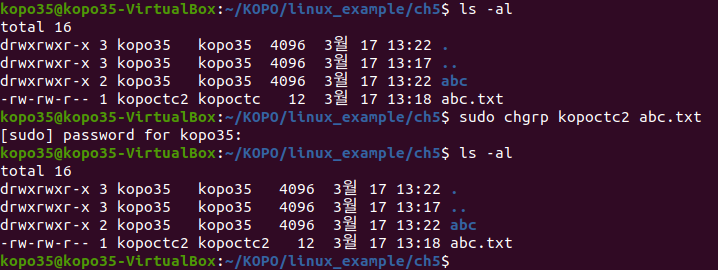 kopo35@kopo35-VirtualBox:~/KOPO/linux_example/ch5$ ls -al
total 16
drwxrwxr-x 3 kopo35   kopo35  4096  3월 17 13:22 .
drwxrwxr-x 3 kopo35   kopo35  4096  3월 17 13:17 ..
drwxrwxr-x 2 kopo35   kopo35  4096  3월 17 13:22 abc
-rw-rw-r-- 1 kopoctc2 kopoctc   12  3월 17 13:18 abc.txt
kopo35@kopo35-VirtualBox:~/KOPO/linux_example/ch5$ sudo chgrp kopoctc2 abc.txt
[sudo] password for kopo35:
kopo35@kopo35-VirtualBox:~/KOPO/linux_example/ch5$ ls -al
total 16
drwxrwxr-x 3 kopo35   kopo35   4096  3월 17 13:22 .
drwxrwxr-x 3 kopo35   kopo35   4096  3월 17 13:17 ..
drwxrwxr-x 2 kopo35   kopo35   4096  3월 17 13:22 abc
-rw-rw-r-- 1 kopoctc2 kopoctc2   12  3월 17 13:18 abc.txt
kopo35@kopo35-VirtualBox:~/KOPO/linux_example/ch5$